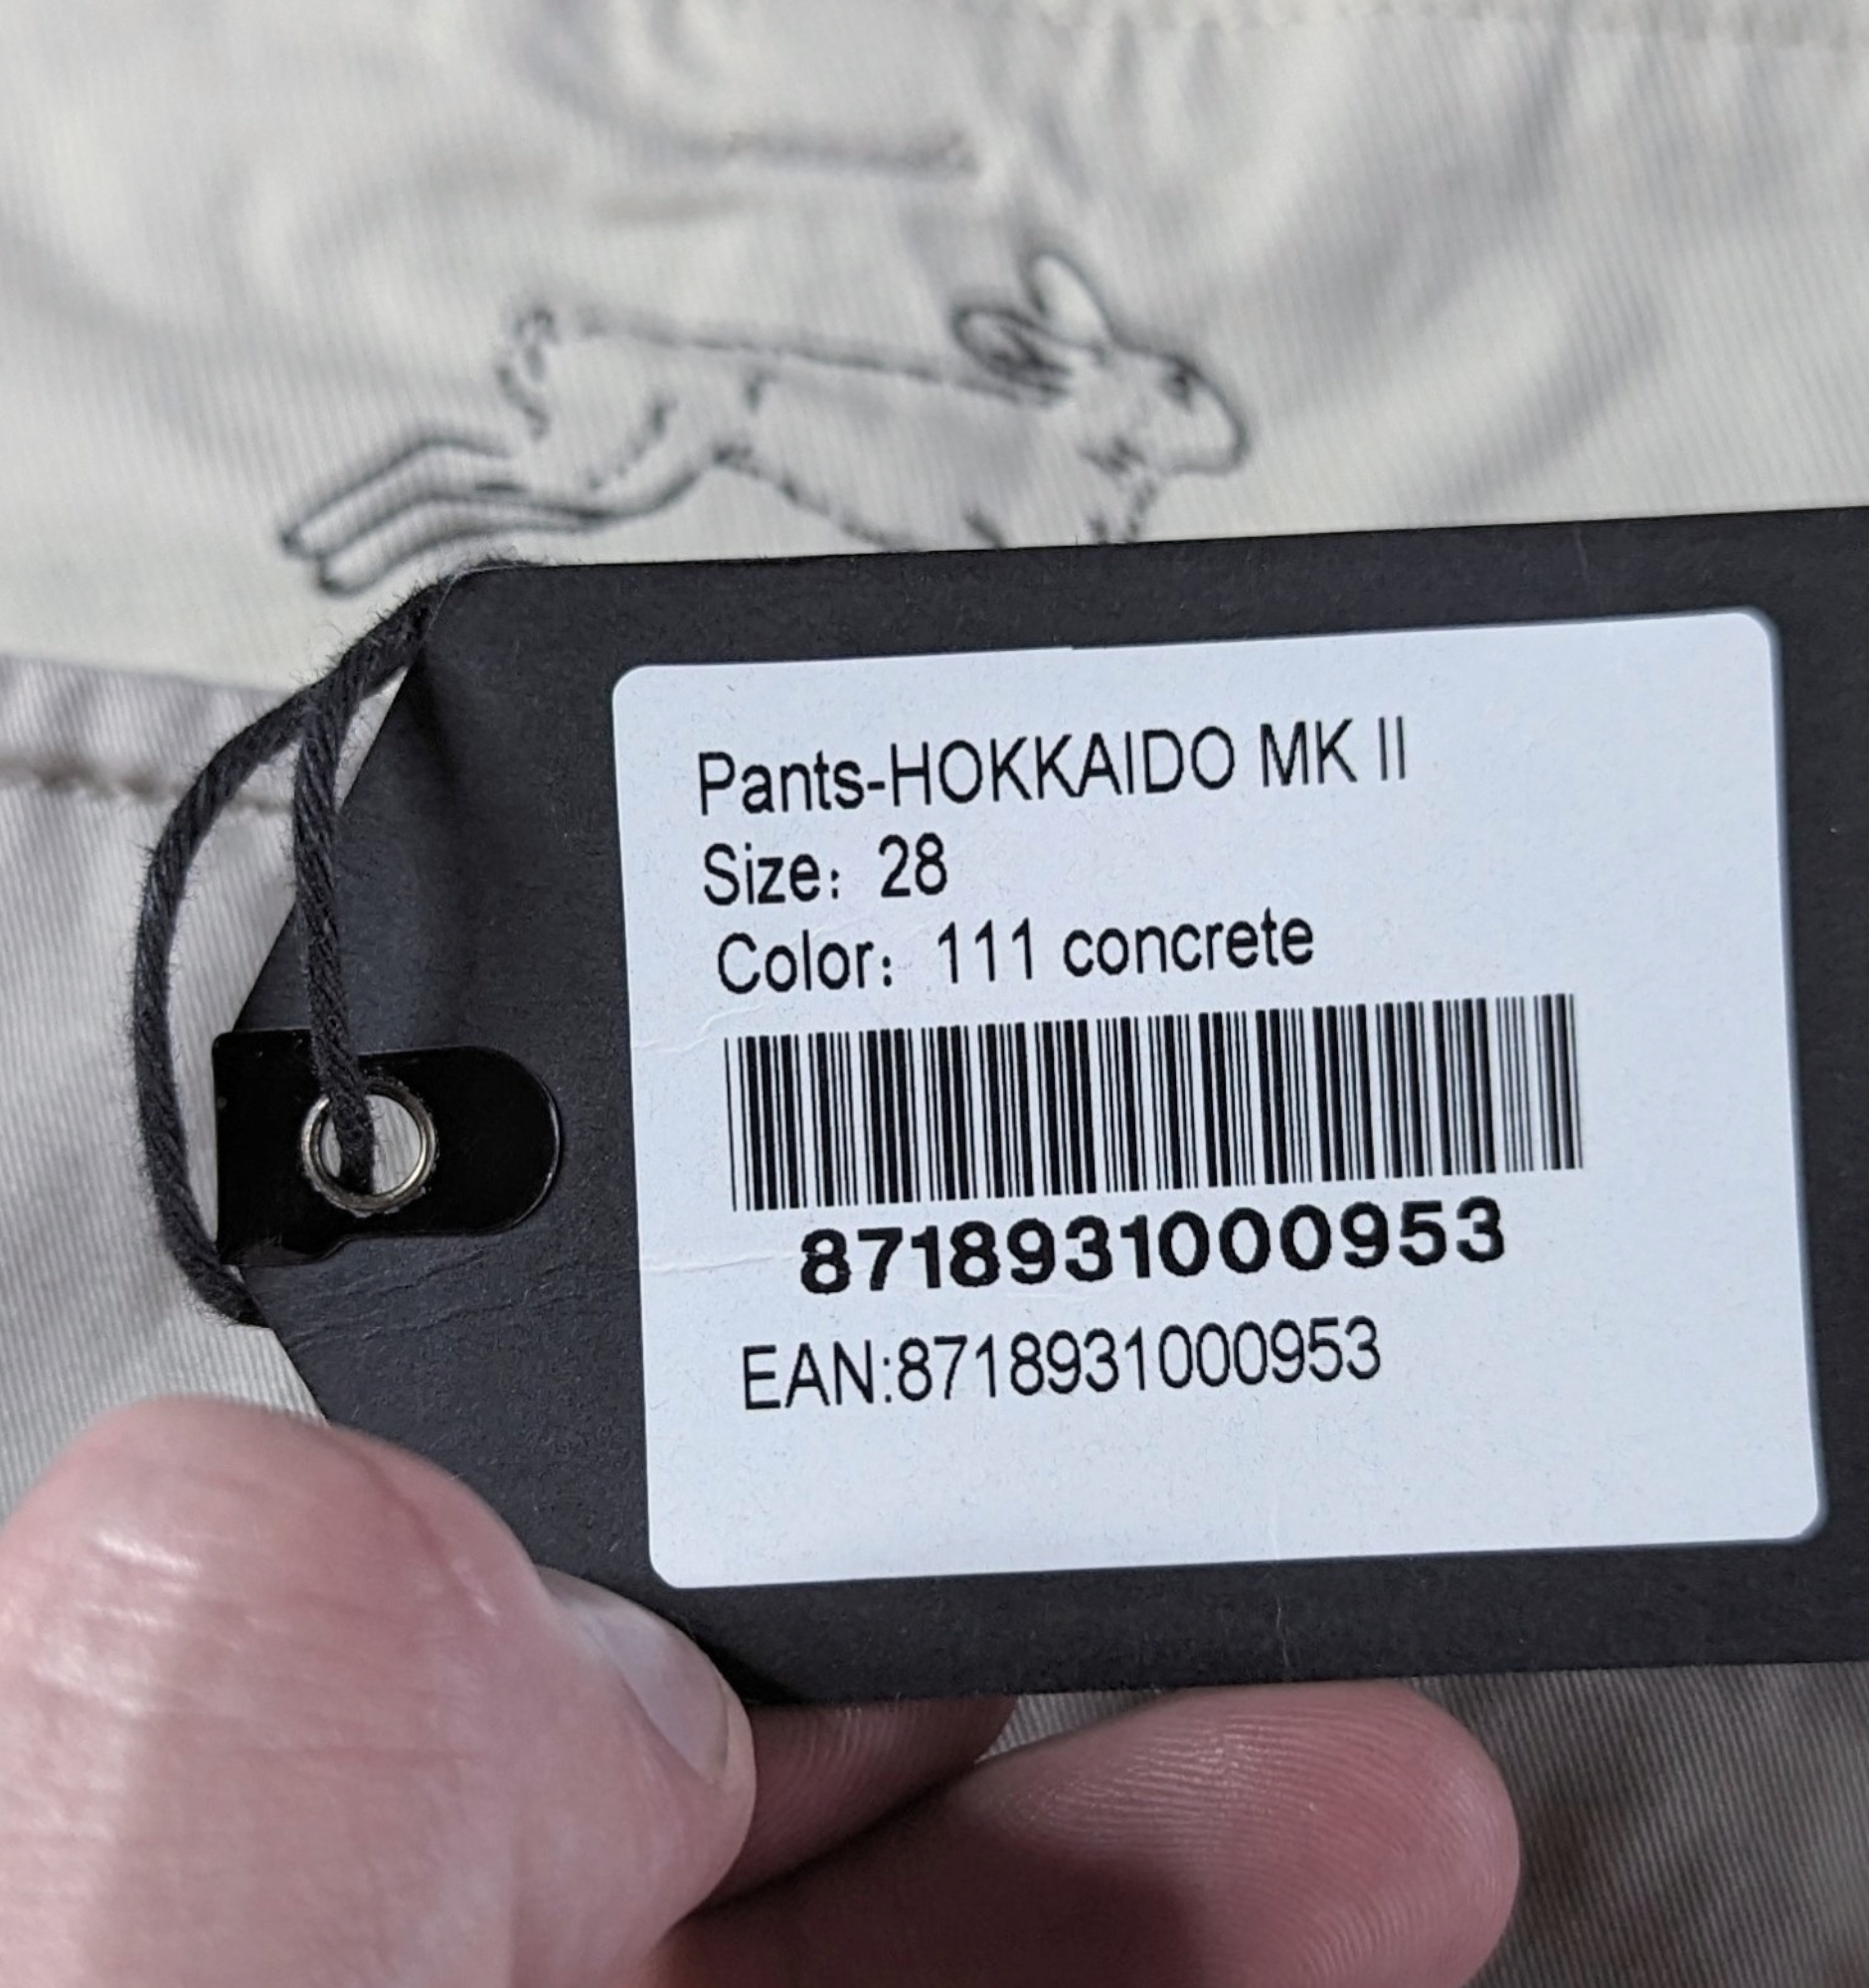 Pants-HOKKAIDO MK II
Size: 28
Color: 111 concrete
8718931000953
EAN:8718931000953